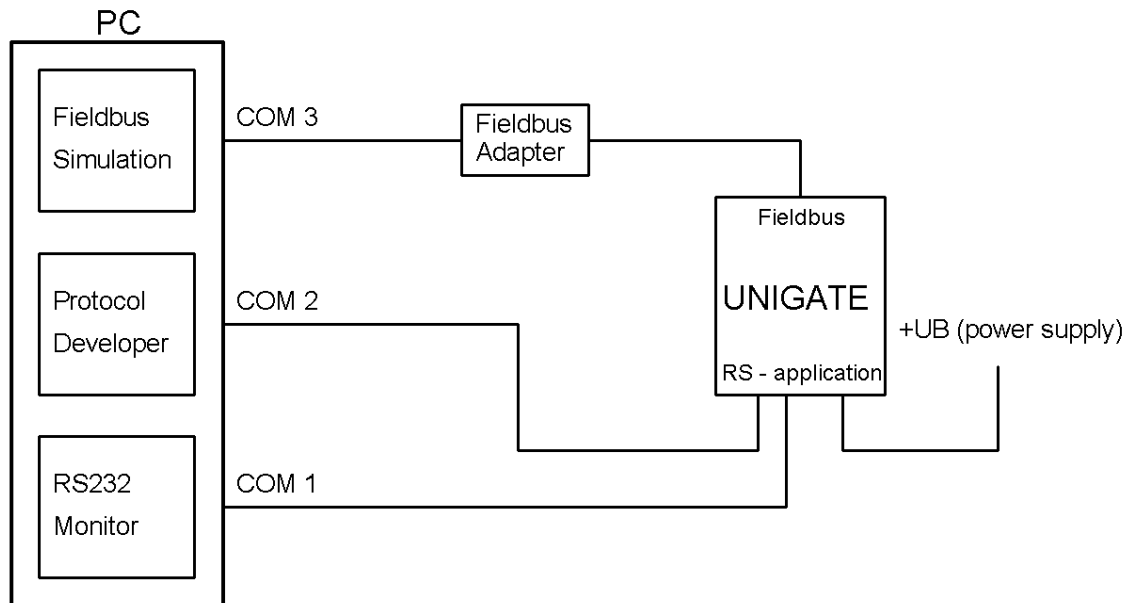 PC
Fieldbus
Simulation
COM 3
Fieldbus
Adapter
Fieldbus
UNIGATE
RS - application
+UB (power supply)
Protocol
Developer
COM 2
RS232
Monitor
COM 1